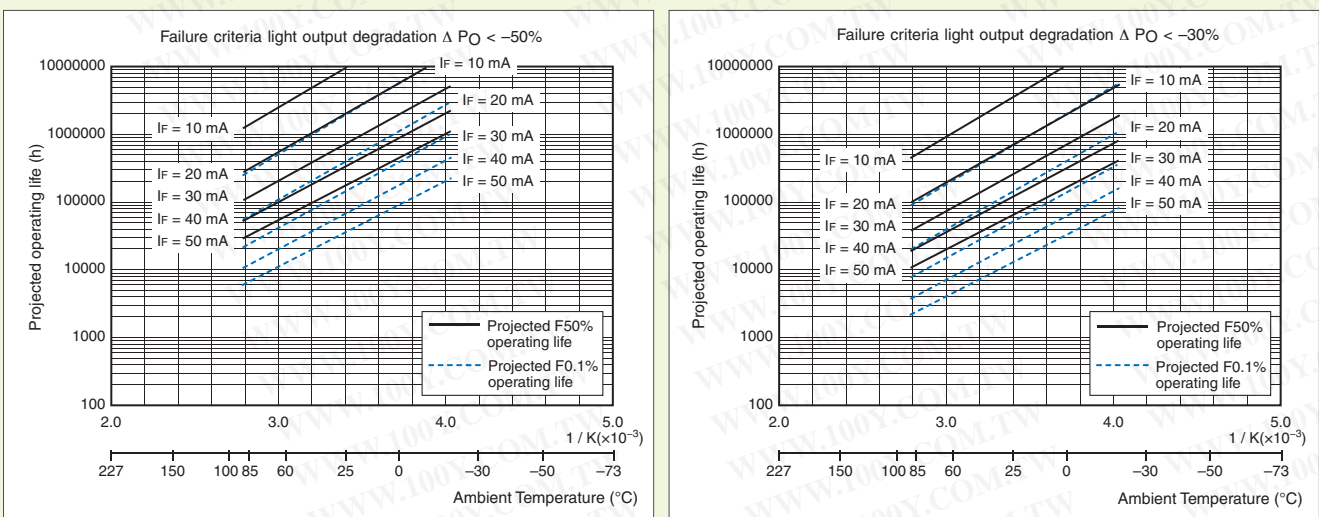 Failure criteria light output degradation Δ PO < –50%
Projected operating life (h)
10000000
1000000
100000
10000
1000
100
IF = 10 mA
IF = 20 mA
IF = 30 mA
IF = 40 mA
IF = 50 mA
IF = 10 mA
IF = 20 mA
IF = 30 mA
IF = 40 mA
IF = 50 mA
Projected F50%
operating life
Projected F0.1%
operating life
2.0 3.0 4.0 5.0
1 / K(×10⁻³)
227 150 100 85 60 25 0 –30 –50 –73
Ambient Temperature (°C)
Failure criteria light output degradation Δ PO < –30%
Projected operating life (h)
10000000
1000000
100000
10000
1000
100
IF = 10 mA
IF = 20 mA
IF = 30 mA
IF = 40 mA
IF = 50 mA
IF = 10 mA
IF = 20 mA
IF = 30 mA
IF = 40 mA
IF = 50 mA
Projected F50%
operating life
Projected F0.1%
operating life
2.0 3.0 4.0 5.0
1 / K(×10⁻³)
227 150 100 85 60 25 0 –30 –50 –73
Ambient Temperature (°C)
WWW.100Y.COM.TW